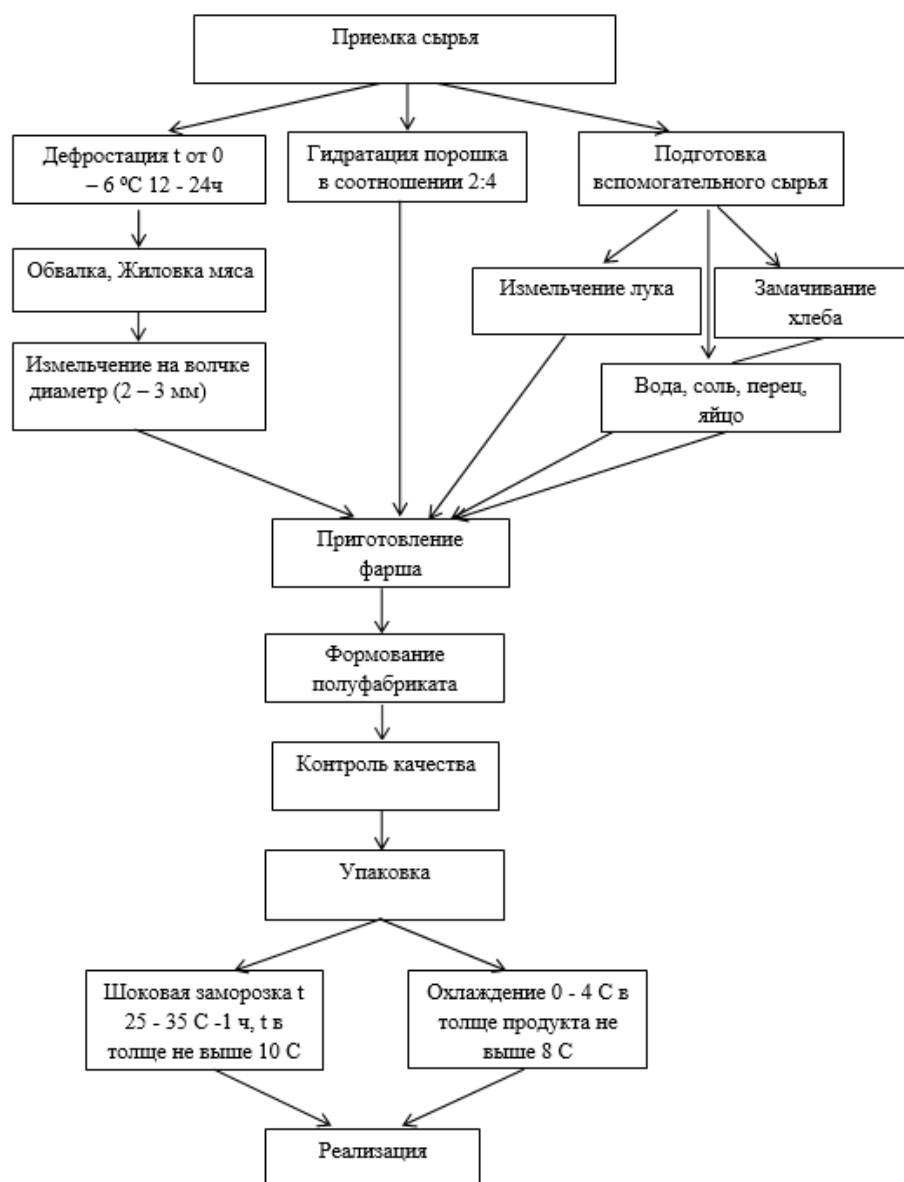 Приемка сырья
Дефростация t от 0
– 6 ⁰С 12 - 24ч
Гидратация порошка
в соотношении 2:4
Подготовка
вспомогательного сырья
Обвалка, Жиловка мяса
Измельчение лука
Замачивание
хлеба
Измельчение на волчке
диаметр (2 – 3 мм)
Вода, соль, перец,
яйцо
Приготовление
фарша
Формование
полуфабриката
Контроль качества
Упаковка
Шоковая заморозка t
25 - 35 С -1 ч, t в
толще не выше 10 С
Охлаждение 0 - 4 С в
толще продукта не
выше 8 С
Реализация